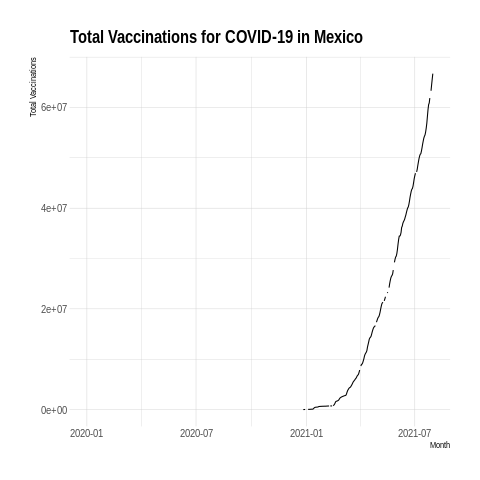 Total Vaccinations for COVID-19 in Mexico
Total Vaccinations
6e+07
4e+07
2e+07
0e+00
2020-01
2020-07
2021-01
2021-07
Month